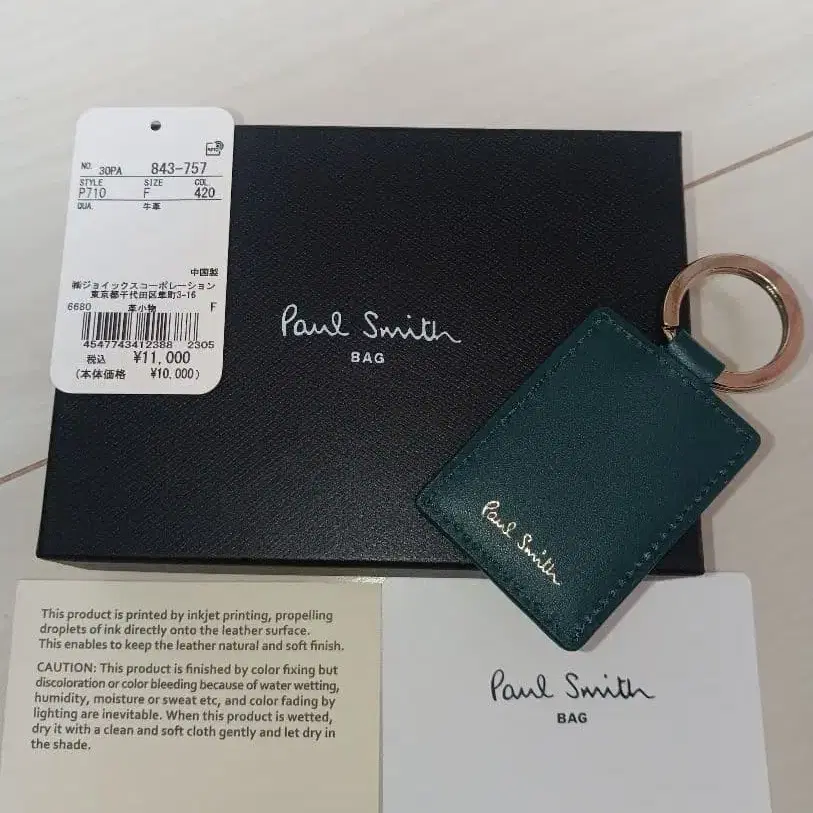 NO. 30PA 843-757
STYLE SIZE COL
P710 F 420
QUA. 牛革
中国製
㈱ジョイックスコーポレーション
東京都千代田区隼町3-16
6680 革小物 F
4547743412388 2305
税込 ¥11,000
(本体価格 ¥10,000)
Paul Smith
BAG
Paul Smith
This product is printed by inkjet printing, propelling
droplets of ink directly onto the leather surface.
This enables to keep the leather natural and soft finish.
CAUTION: This product is finished by color fixing but
discoloration or color bleeding because of water wetting,
humidity, moisture or sweat etc, and color fading by
lighting are inevitable. When this product is wetted,
dry it with a clean and soft cloth gently and let dry in
the shade.
Paul Smith
BAG